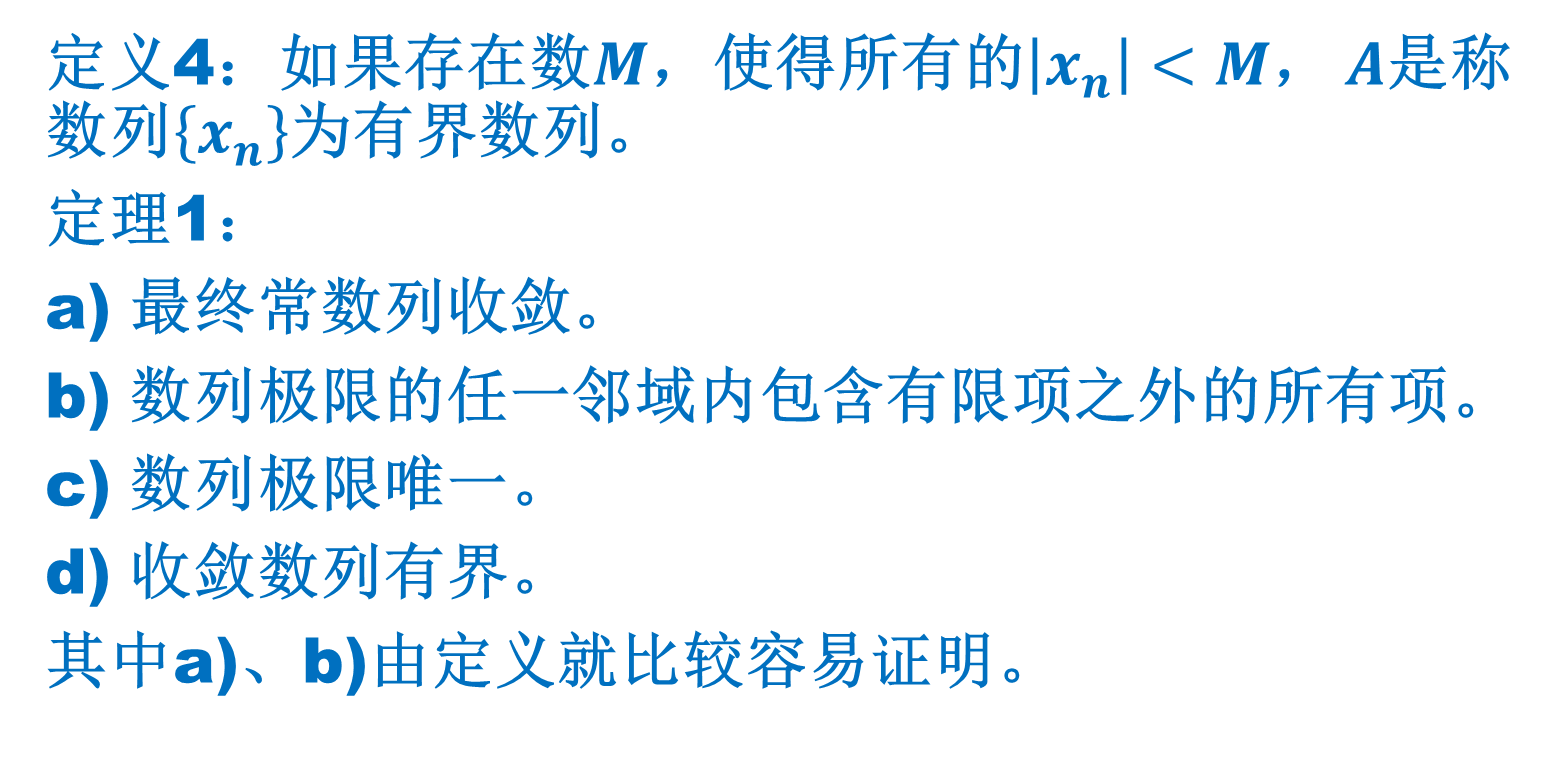 定义4：如果存在数M，使得所有的|xₙ| < M， A是称
数列{xₙ}为有界数列。
定理1：
a) 最终常数列收敛。
b) 数列极限的任一邻域内包含有限项之外的所有项。
c) 数列极限唯一。
d) 收敛数列有界。
其中a)、b)由定义就比较容易证明。